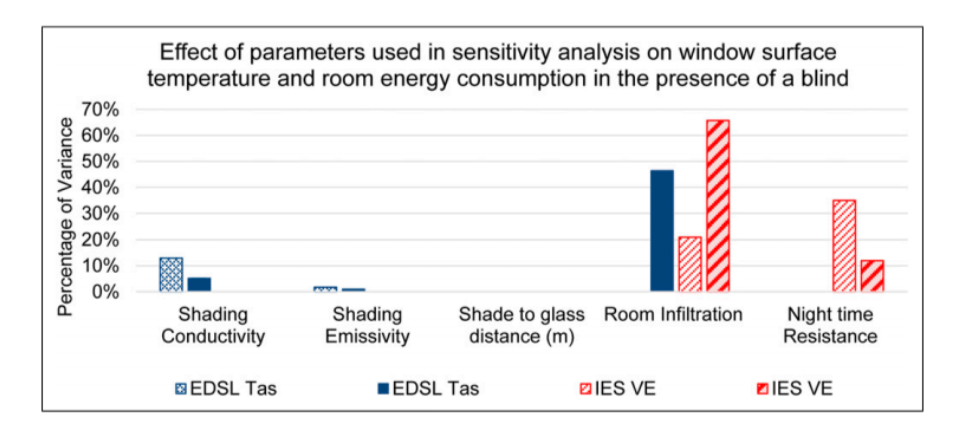 Effect of parameters used in sensitivity analysis on window surface
temperature and room energy consumption in the presence of a blind
Percentage of Variance
70%
60%
50%
40%
30%
20%
10%
0%
Shading
Conductivity
Shading
Emissivity
Shade to glass
distance (m)
Room Infiltration
Night time
Resistance
EDSL Tas
EDSL Tas
IES VE
IES VE